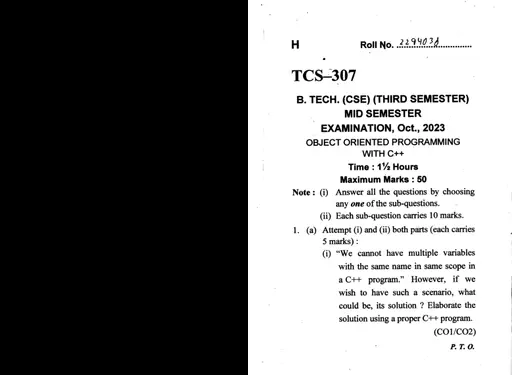 H Roll No. 2294038
TCS–307
B. TECH. (CSE) (THIRD SEMESTER)
MID SEMESTER
EXAMINATION, Oct., 2023
OBJECT ORIENTED PROGRAMMING
WITH C++
Time : 1½ Hours
Maximum Marks : 50
Note : (i) Answer all the questions by choosing
any one of the sub-questions.
(ii) Each sub-question carries 10 marks.
1. (a) Attempt (i) and (ii) both parts (each carries
5 marks) :
(i) “We cannot have multiple variables
with the same name in same scope in
a C++ program.” However, if we
wish to have such a scenario, what
could be, its solution ? Elaborate the
solution using a proper C++ program.
(CO1/CO2)
P. T. O.